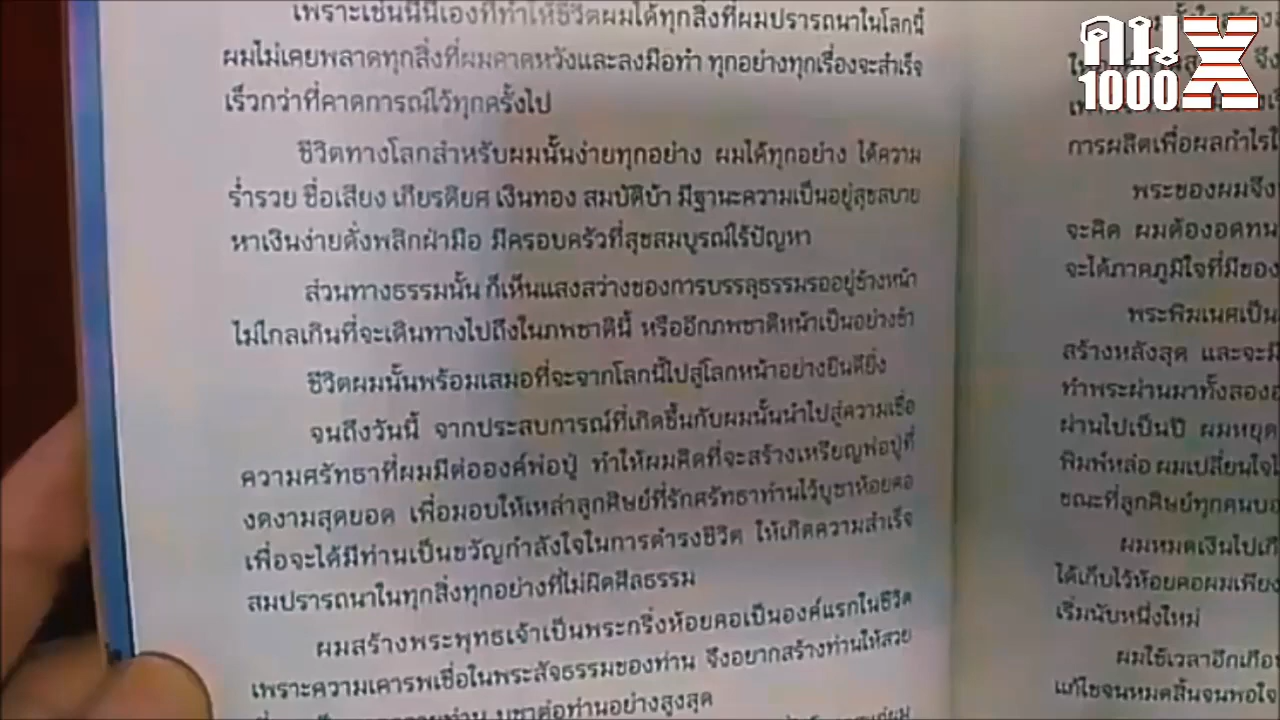 เพราะเช่นนี้นี่เองที่ทำให้ชีวิตผมได้ทุกสิ่งที่ผมปรารถนาในโลกนี้
ผมไม่เคยพลาดทุกสิ่งที่ผมคาดหวังและลงมือทำ ทุกอย่างทุกเรื่องจะสำเร็จ
เร็วกว่าที่คาดการณ์ไว้ทุกครั้งไป
ชีวิตทางโลกสำหรับผมนั้นง่ายทุกอย่าง ผมได้ทุกอย่าง ได้ความ
ร่ำรวย ชื่อเสียง เกียรติยศ เงินทอง สมบัติบ้า มีฐานะความเป็นอยู่สุขสบาย
หาเงินง่ายดั่งพลิกฝ่ามือ มีครอบครัวที่สุขสมบูรณ์ไร้ปัญหา
ส่วนทางธรรมนั้น ก็เห็นแสงสว่างของการบรรลุธรรมรออยู่ข้างหน้า
ไม่ไกลเกินที่จะเดินทางไปถึงในภพชาตินี้ หรืออีกภพชาติหน้าเป็นอย่างช้า
ชีวิตผมนั้นพร้อมเสมอที่จะจากโลกนี้ไปสู่โลกหน้าอย่างยินดียิ่ง
จนถึงวันนี้ จากประสบการณ์ที่เกิดขึ้นกับผมนั้นนำไปสู่ความเชื่อ
ความศรัทธาที่ผมมีต่อองค์พ่อปู่ ทำให้ผมคิดที่จะสร้างเหรียญพ่อปู่ที่
งดงามสุดยอด เพื่อมอบให้เหล่าลูกศิษย์ที่รักศรัทธาท่านไว้บูชาห้อยคอ
เพื่อจะได้มีท่านเป็นขวัญกำลังใจในการดำรงชีวิต ให้เกิดความสำเร็จ
สมปรารถนาในทุกสิ่งทุกอย่างที่ไม่ผิดศีลธรรม
ผมสร้างพระพุทธเจ้าเป็นพระกริ่งห้อยคอเป็นองค์แรกในชีวิต
เพราะความเคารพเชื่อในพระสัจธรรมของท่าน จึงอยากสร้างท่านให้สวย
บูชาต่อท่านอย่างสูงสุด
คน
1000
X
การผลิตเพื่อผลกำไร
พระของผมจึง
จะคิด ผมต้องอดทน
จะได้ภาคภูมิใจที่มีของ
พระพิฆเนศเป็น
สร้างหลังสุด และจะมี
ทำพระผ่านมาทั้งสอง
ผ่านไปเป็นปี ผมหยุด
พิมพ์หล่อ ผมเปลี่ยนใจ
ขณะที่ลูกศิษย์ทุกคน
ผมหมดเงินไป
ได้เก็บไว้ห้อยคอผมเพียง
เริ่มนับหนึ่งใหม่
ผมใช้เวลาอีกเกือบ
แก้ไขจนหมดสิ้นจนพอใจ